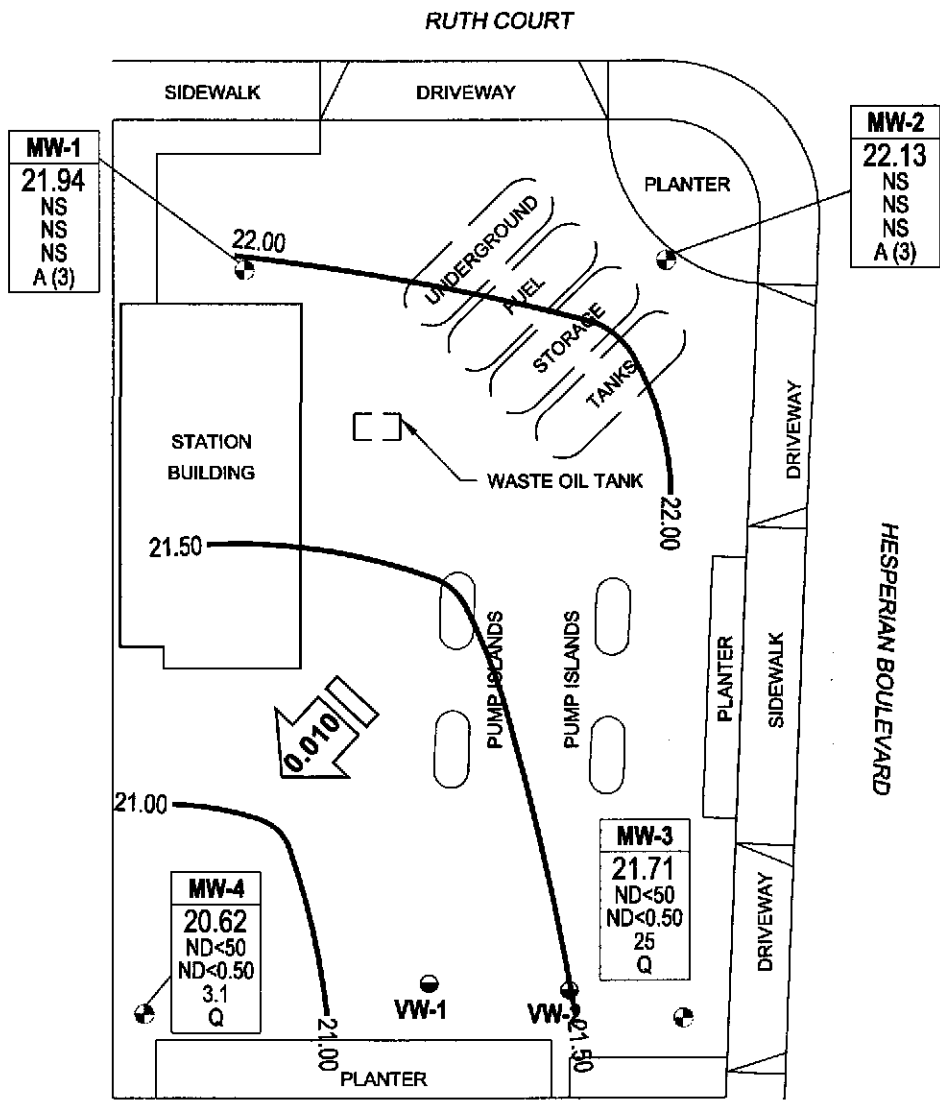 RUTH COURT
SIDEWALK
DRIVEWAY
MW-1
21.94
NS
NS
NS
A (3)
MW-2
22.13
NS
NS
NS
A (3)
PLANTER
22.00
UNDERGROUND
FUEL
STORAGE
TANKS
22.00
DRIVEWAY
STATION
BUILDING
WASTE OIL TANK
21.50
HESPERIAN BOULEVARD
PUMP ISLANDS
PUMP ISLANDS
PLANTER
SIDEWALK
0.010
21.00
MW-4
20.62
ND<50
ND<0.50
3.1
Q
MW-3
21.71
ND<50
ND<0.50
25
Q
DRIVEWAY
VW-1
21.00
21.50
PLANTER